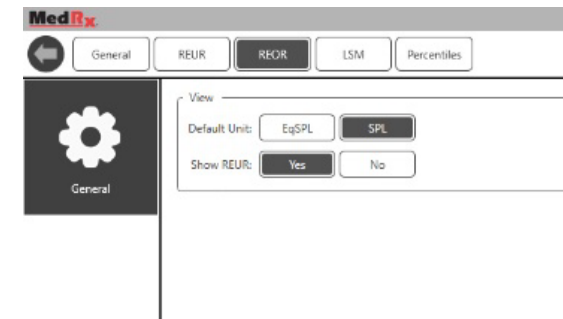 MedRx
General REUR REOR LSM Percentiles
View
Default Unit: EqSPL SPL
Show REUR: Yes No
General